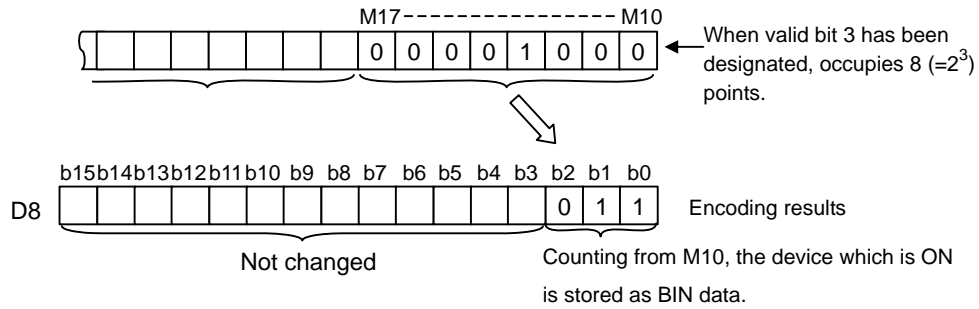 M17 M10
0 0 0 0 1 0 0 0
When valid bit 3 has been
designated, occupies 8 (=2³)
points.
b15 b14 b13 b12 b11 b10 b9 b8 b7 b6 b5 b4 b3 b2 b1 b0
D8 0 1 1 Encoding results
Not changed
Counting from M10, the device which is ON
is stored as BIN data.